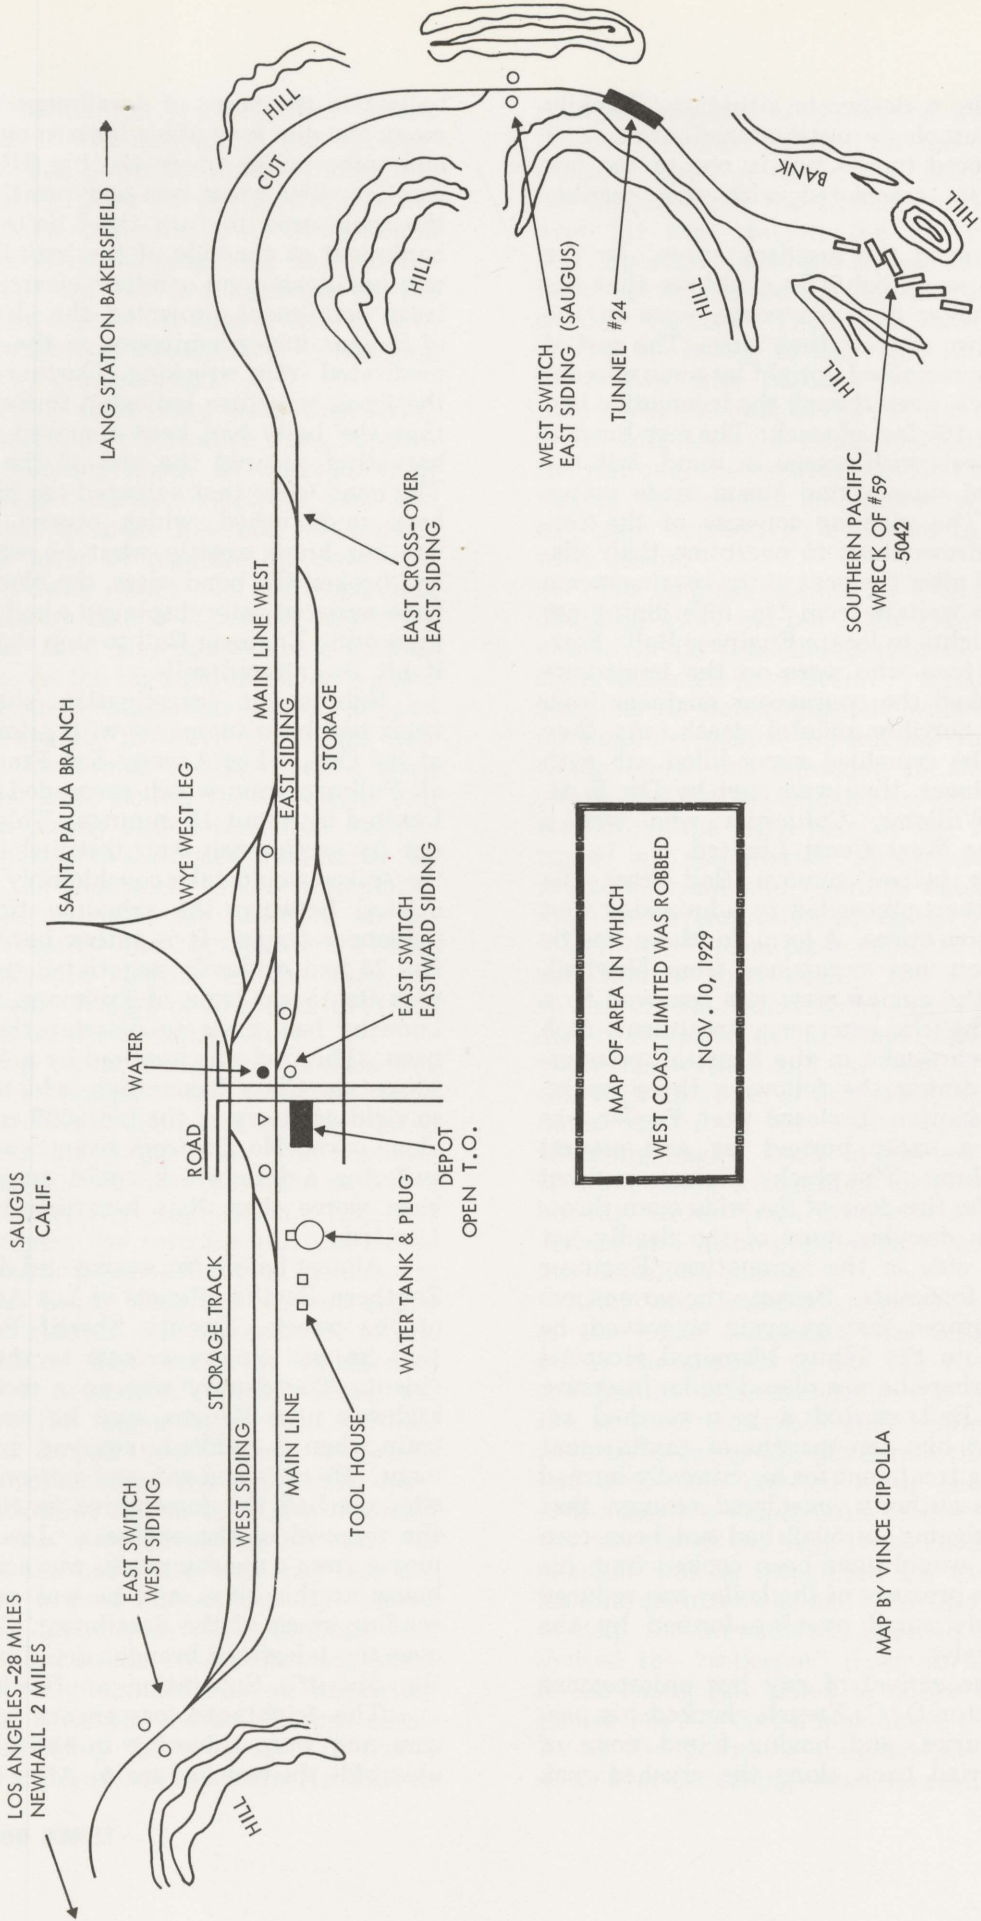 LOS ANGELES-28 MILES
NEWHALL 2 MILES
SAUGUS
CALIF.
EAST SWITCH
WEST SIDING
HILL
WEST SIDING
STORAGE TRACK
MAIN LINE
TOOL HOUSE
WATER TANK & PLUG
ROAD
DEPOT
OPEN T.O.
WATER
EAST SWITCH
EASTWARD SIDING
SANTA PAULA BRANCH
WYE WEST LEG
MAIN LINE WEST
EAST SIDING
STORAGE
EAST CROSS-OVER
EAST SIDING
LANG STATION BAKERSFIELD
HILL
CUT
HILL
WEST SWITCH
EAST SIDING (SAUGUS)
TUNNEL #24
HILL
BANK
HILL
HILL
SOUTHERN PACIFIC
WRECK OF #59
5042
MAP OF AREA IN WHICH
WEST COAST LIMITED WAS ROBBED
NOV. 10, 1929
MAP BY VINCE CIPOLLA